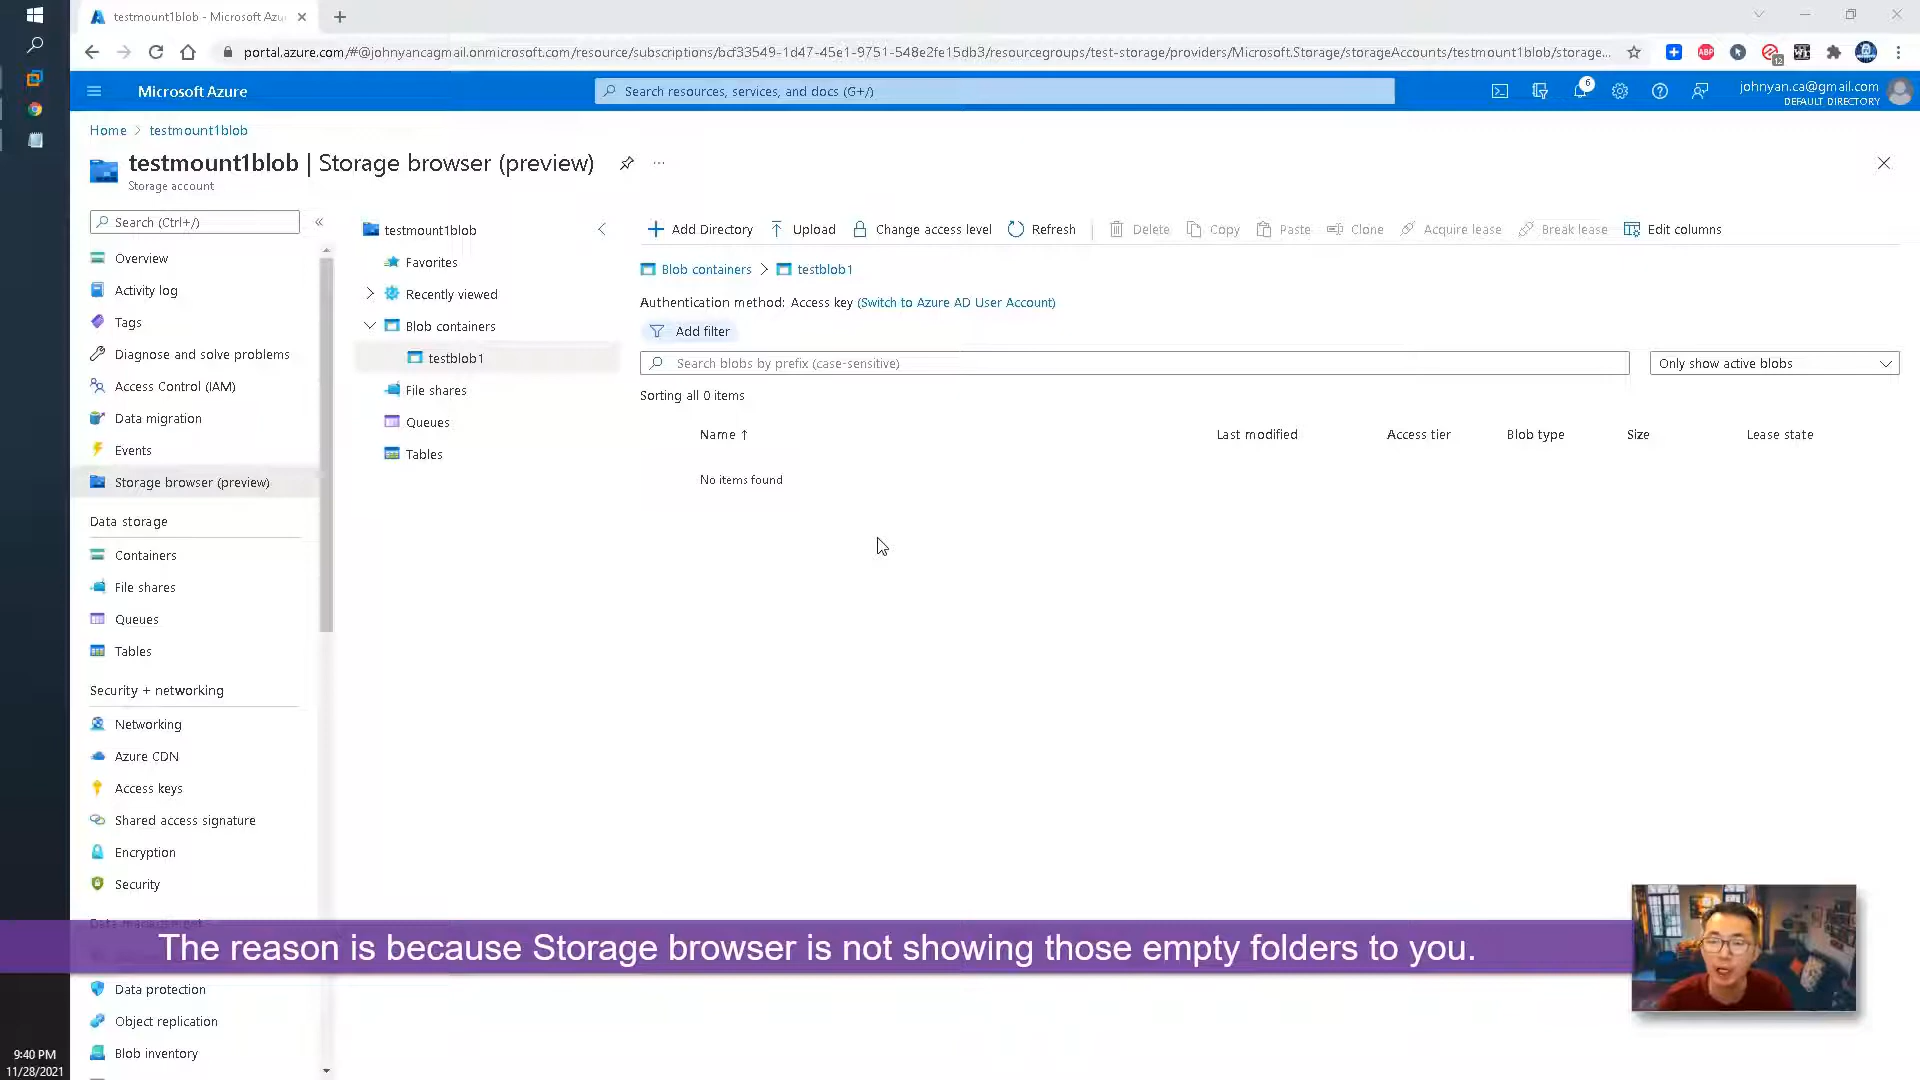 testmount1blob - Microsoft Azu
portal.azure.com/#@johnyancagmail.onmicrosoft.com/resource/subscriptions/bcf33549-1d47-45e1-9751-548e2fe15db3/resourcegroups/test-storage/providers/Microsoft.Storage/storageAccounts/testmount1blob/storage...
ABP
12
Microsoft Azure
Search resources, services, and docs (G+/)
6
johnyan.ca@gmail.com
DEFAULT DIRECTORY
Home > testmount1blob
testmount1blob | Storage browser (preview)
Storage account
Search (Ctrl+/)
Overview
Activity log
Tags
Diagnose and solve problems
Access Control (IAM)
Data migration
Events
Storage browser (preview)
Data storage
Containers
File shares
Queues
Tables
Security + networking
Networking
Azure CDN
Access keys
Shared access signature
Encryption
Security
Data management
Data protection
Object replication
Blob inventory
testmount1blob
Favorites
Recently viewed
Blob containers
testblob1
File shares
Queues
Tables
Add Directory Upload Change access level Refresh Delete Copy Paste Clone Acquire lease Break lease Edit columns
Blob containers > testblob1
Authentication method: Access key (Switch to Azure AD User Account)
Add filter
Search blobs by prefix (case-sensitive)
Only show active blobs
Sorting all 0 items
Name ↑ Last modified Access tier Blob type Size Lease state
No items found
The reason is because Storage browser is not showing those empty folders to you.
9:40 PM
11/28/2021